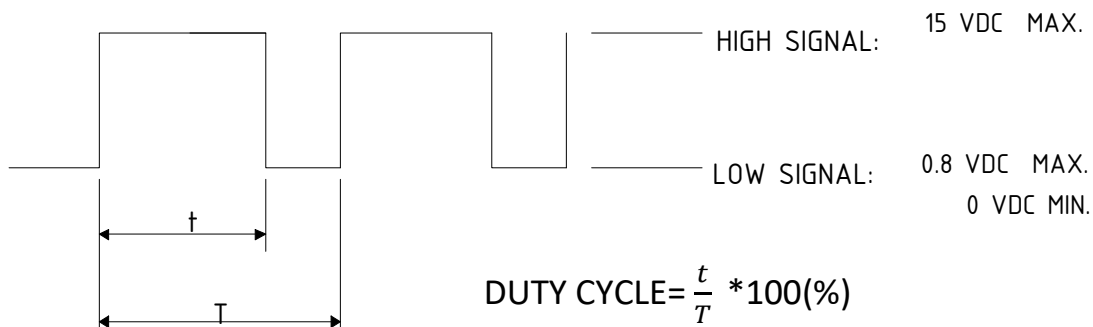 HIGH SIGNAL: 15 VDC MAX.
LOW SIGNAL: 0.8 VDC MAX.
0 VDC MIN.
t
T
DUTY CYCLE= t/T *100(%)